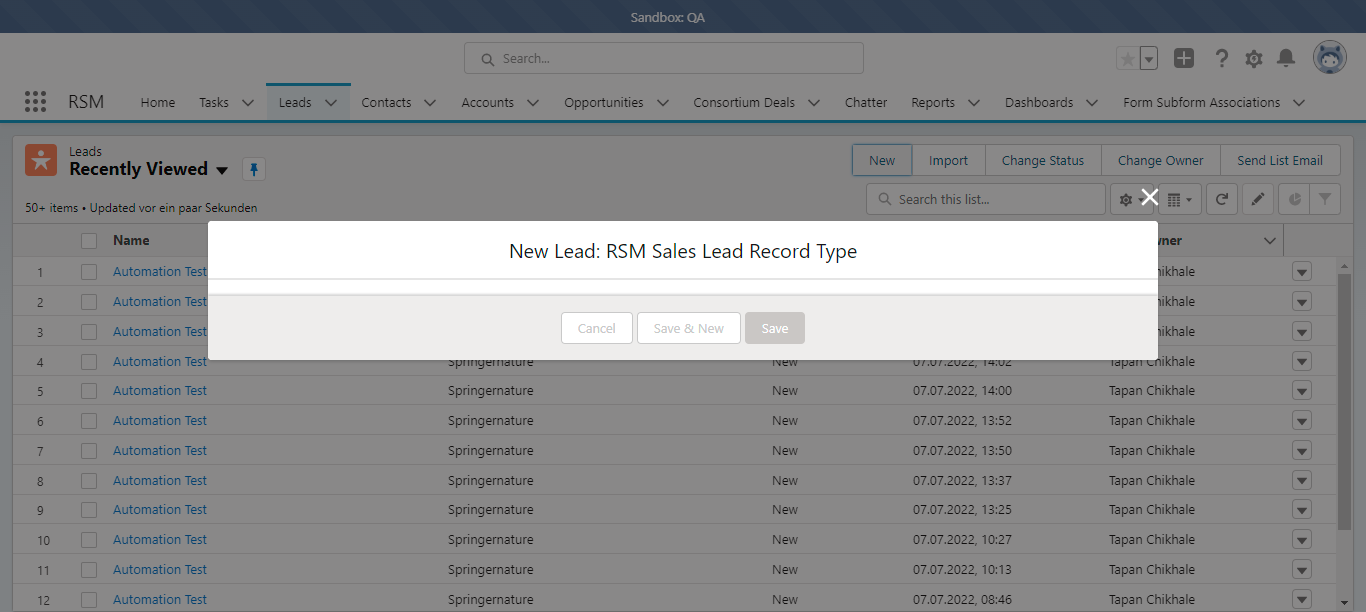 Sandbox: QA
Search...
RSM Home Tasks Leads Contacts Accounts Opportunities Consortium Deals Chatter Reports Dashboards Form Subform Associations
Leads
Recently Viewed
New Import Change Status Change Owner Send List Email
50+ items • Updated vor ein paar Sekunden
Search this list...
Name
New Lead: RSM Sales Lead Record Type
Cancel Save & New Save
1 Automation Test
2 Automation Test
3 Automation Test
4 Automation Test Springernature New 07.07.2022, 14:02 Tapan Chikhale
5 Automation Test Springernature New 07.07.2022, 14:00 Tapan Chikhale
6 Automation Test Springernature New 07.07.2022, 13:52 Tapan Chikhale
7 Automation Test Springernature New 07.07.2022, 13:50 Tapan Chikhale
8 Automation Test Springernature New 07.07.2022, 13:37 Tapan Chikhale
9 Automation Test Springernature New 07.07.2022, 13:25 Tapan Chikhale
10 Automation Test Springernature New 07.07.2022, 10:27 Tapan Chikhale
11 Automation Test Springernature New 07.07.2022, 10:13 Tapan Chikhale
12 Automation Test Springernature New 07.07.2022, 08:46 Tapan Chikhale